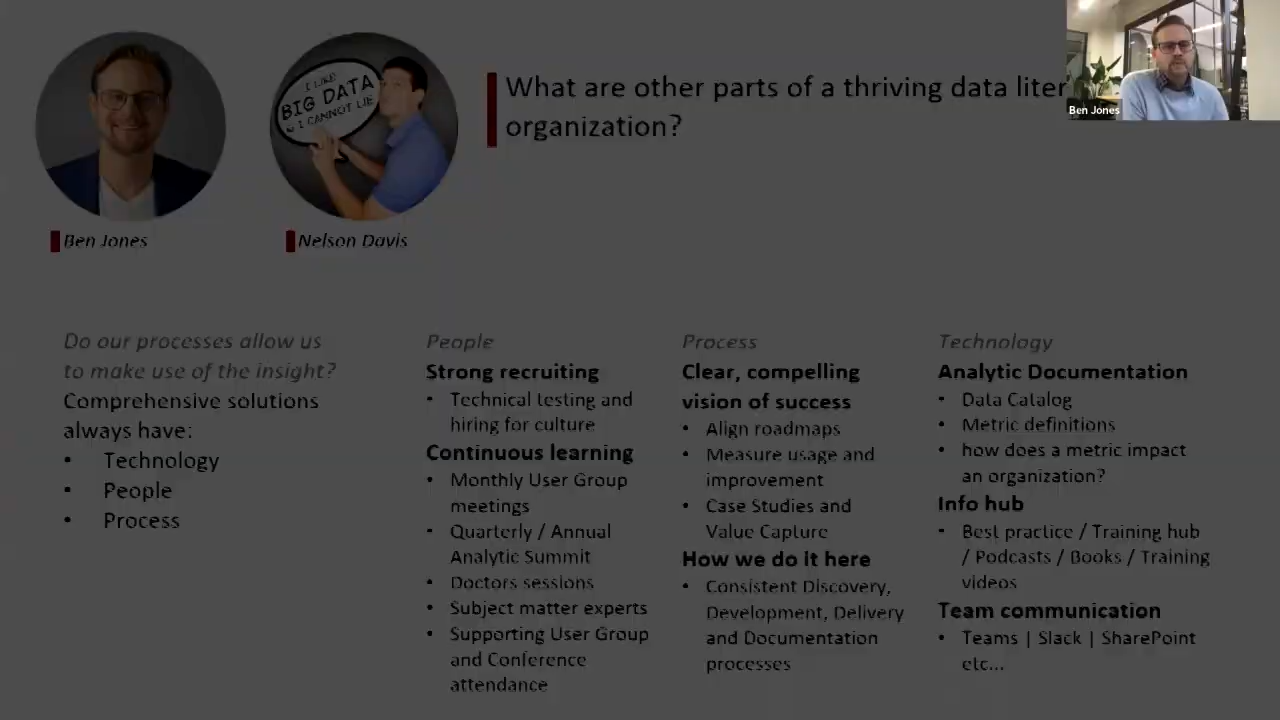 I LIKE
BIG DATA
& I CANNOT LIE
What are other parts of a thriving data liter
organization?
Ben Jones
Ben Jones
Nelson Davis
Do our processes allow us
to make use of the insight?
Comprehensive solutions
always have:
• Technology
• People
• Process
People
Strong recruiting
• Technical testing and
hiring for culture
Continuous learning
• Monthly User Group
meetings
• Quarterly / Annual
Analytic Summit
• Doctors sessions
• Subject matter experts
• Supporting User Group
and Conference
attendance
Process
Clear, compelling
vision of success
• Align roadmaps
• Measure usage and
improvement
• Case Studies and
Value Capture
How we do it here
• Consistent Discovery,
Development, Delivery
and Documentation
processes
Technology
Analytic Documentation
• Data Catalog
• Metric definitions
• how does a metric impact
an organization?
Info hub
• Best practice / Training hub
/ Podcasts / Books / Training
videos
Team communication
• Teams | Slack | SharePoint
etc...